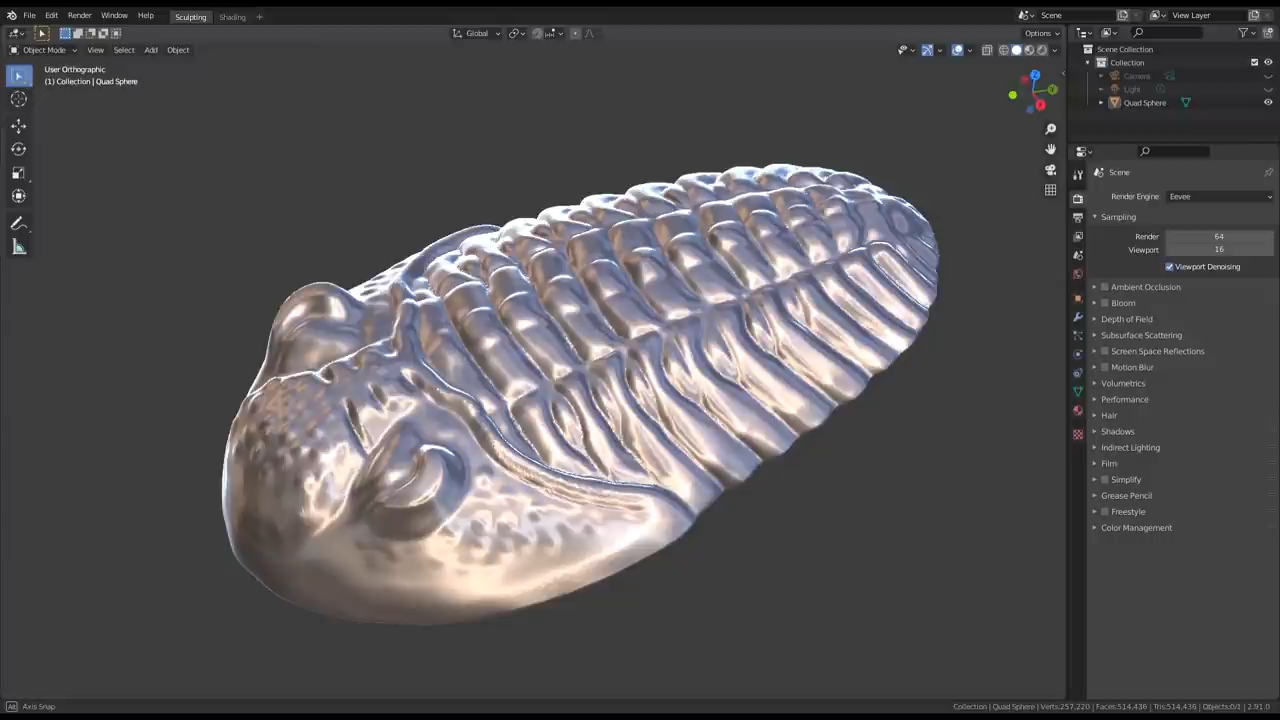 File Edit Render Window Help Sculpting Shading + Scene View Layer
Global Options
Object Mode View Select Add Object
User Orthographic
(1) Collection | Quad Sphere
Scene Collection
Collection
Camera
Light
Quad Sphere
Scene
Render Engine Eevee
Sampling
Render 64
Viewport 16
Viewport Denoising
Ambient Occlusion
Bloom
Depth of Field
Subsurface Scattering
Screen Space Reflections
Motion Blur
Volumetrics
Performance
Hair
Shadows
Indirect Lighting
Film
Simplify
Grease Pencil
Freestyle
Color Management
Alt Axis Snap
Collection | Quad Sphere | Verts:257,220 | Faces:514,436 | Tris:514,436 | Objects:0/1 | 2.91.0